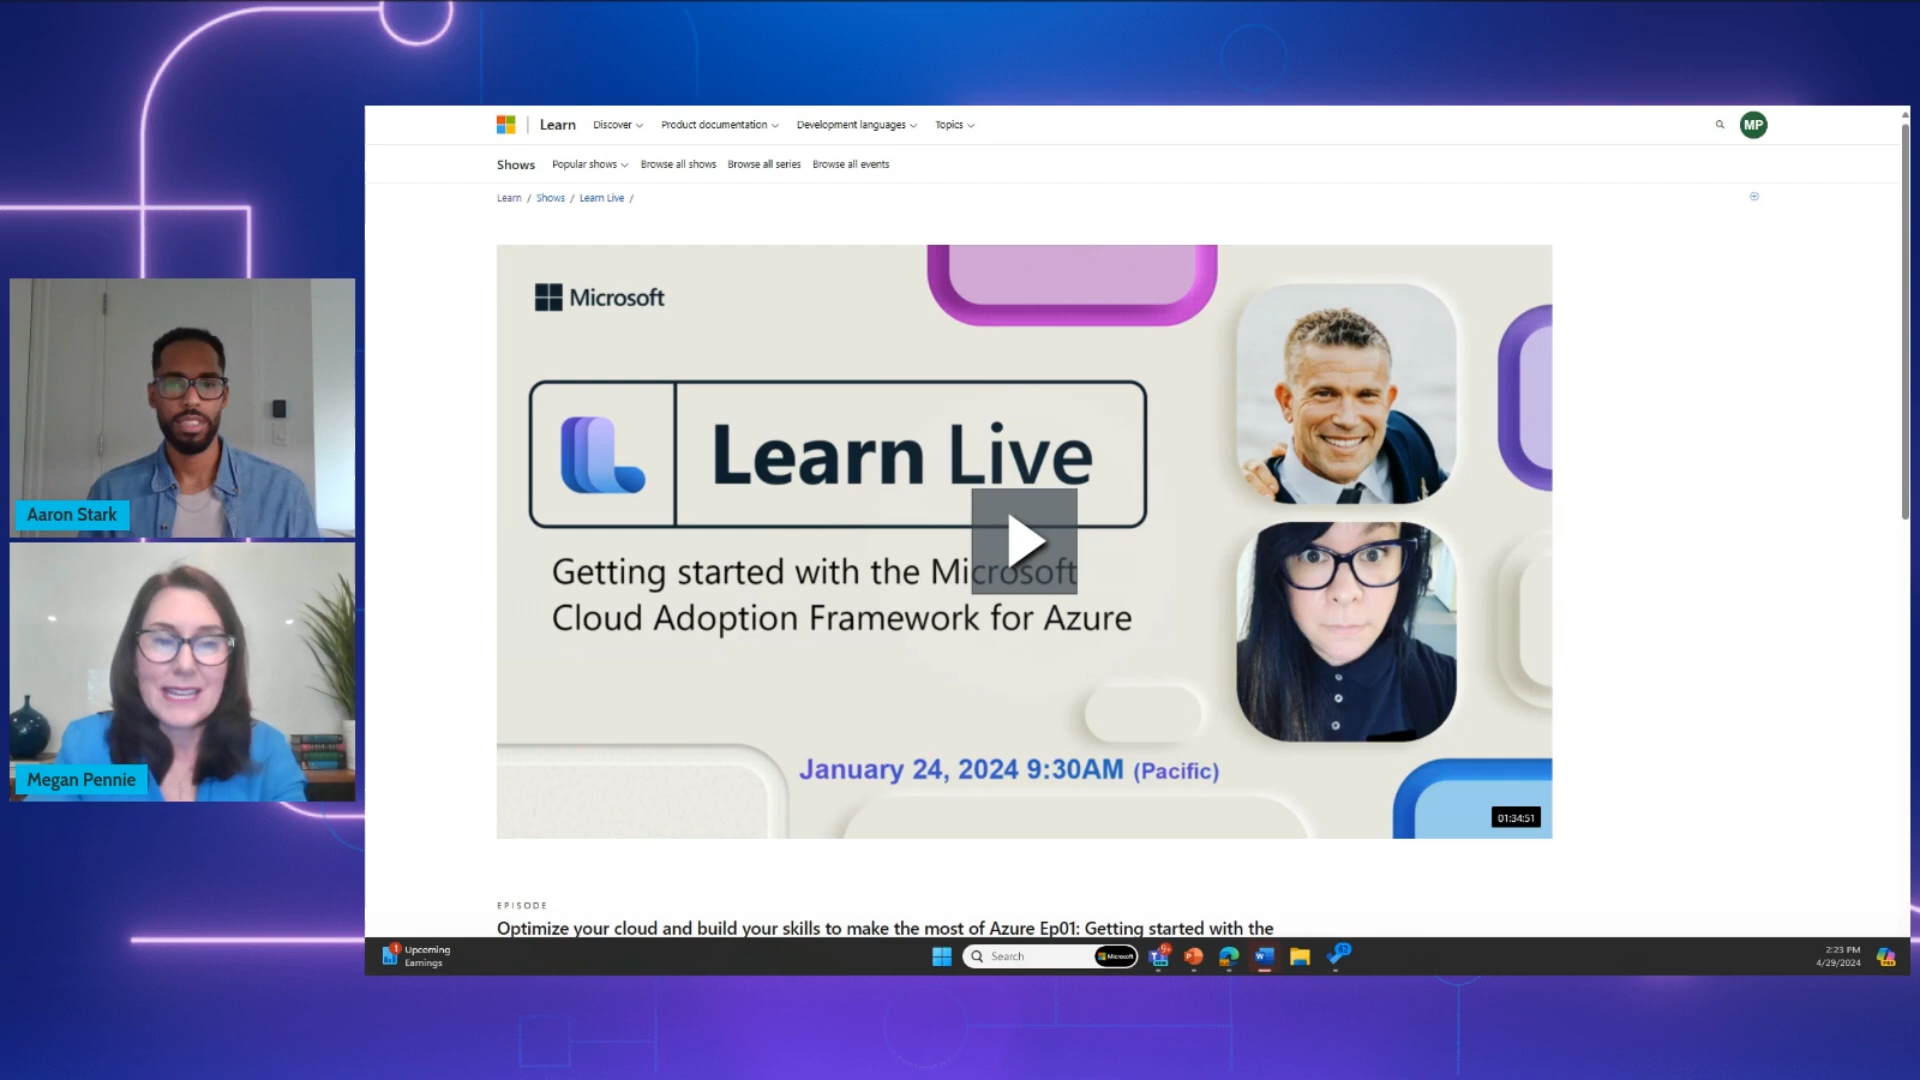 Learn
Discover
Product documentation
Development languages
Topics
MP
Shows
Popular shows
Browse all shows
Browse all series
Browse all events
Learn / Shows / Learn Live /
Microsoft
Learn Live
Getting started with the Microsoft
Cloud Adoption Framework for Azure
January 24, 2024 9:30AM (Pacific)
01:34:51
Aaron Stark
Megan Pennie
EPISODE
Optimize your cloud and build your skills to make the most of Azure Ep01: Getting started with the
1
Upcoming
Earnings
Search
Microsoft
9+
2:23 PM
4/29/2024